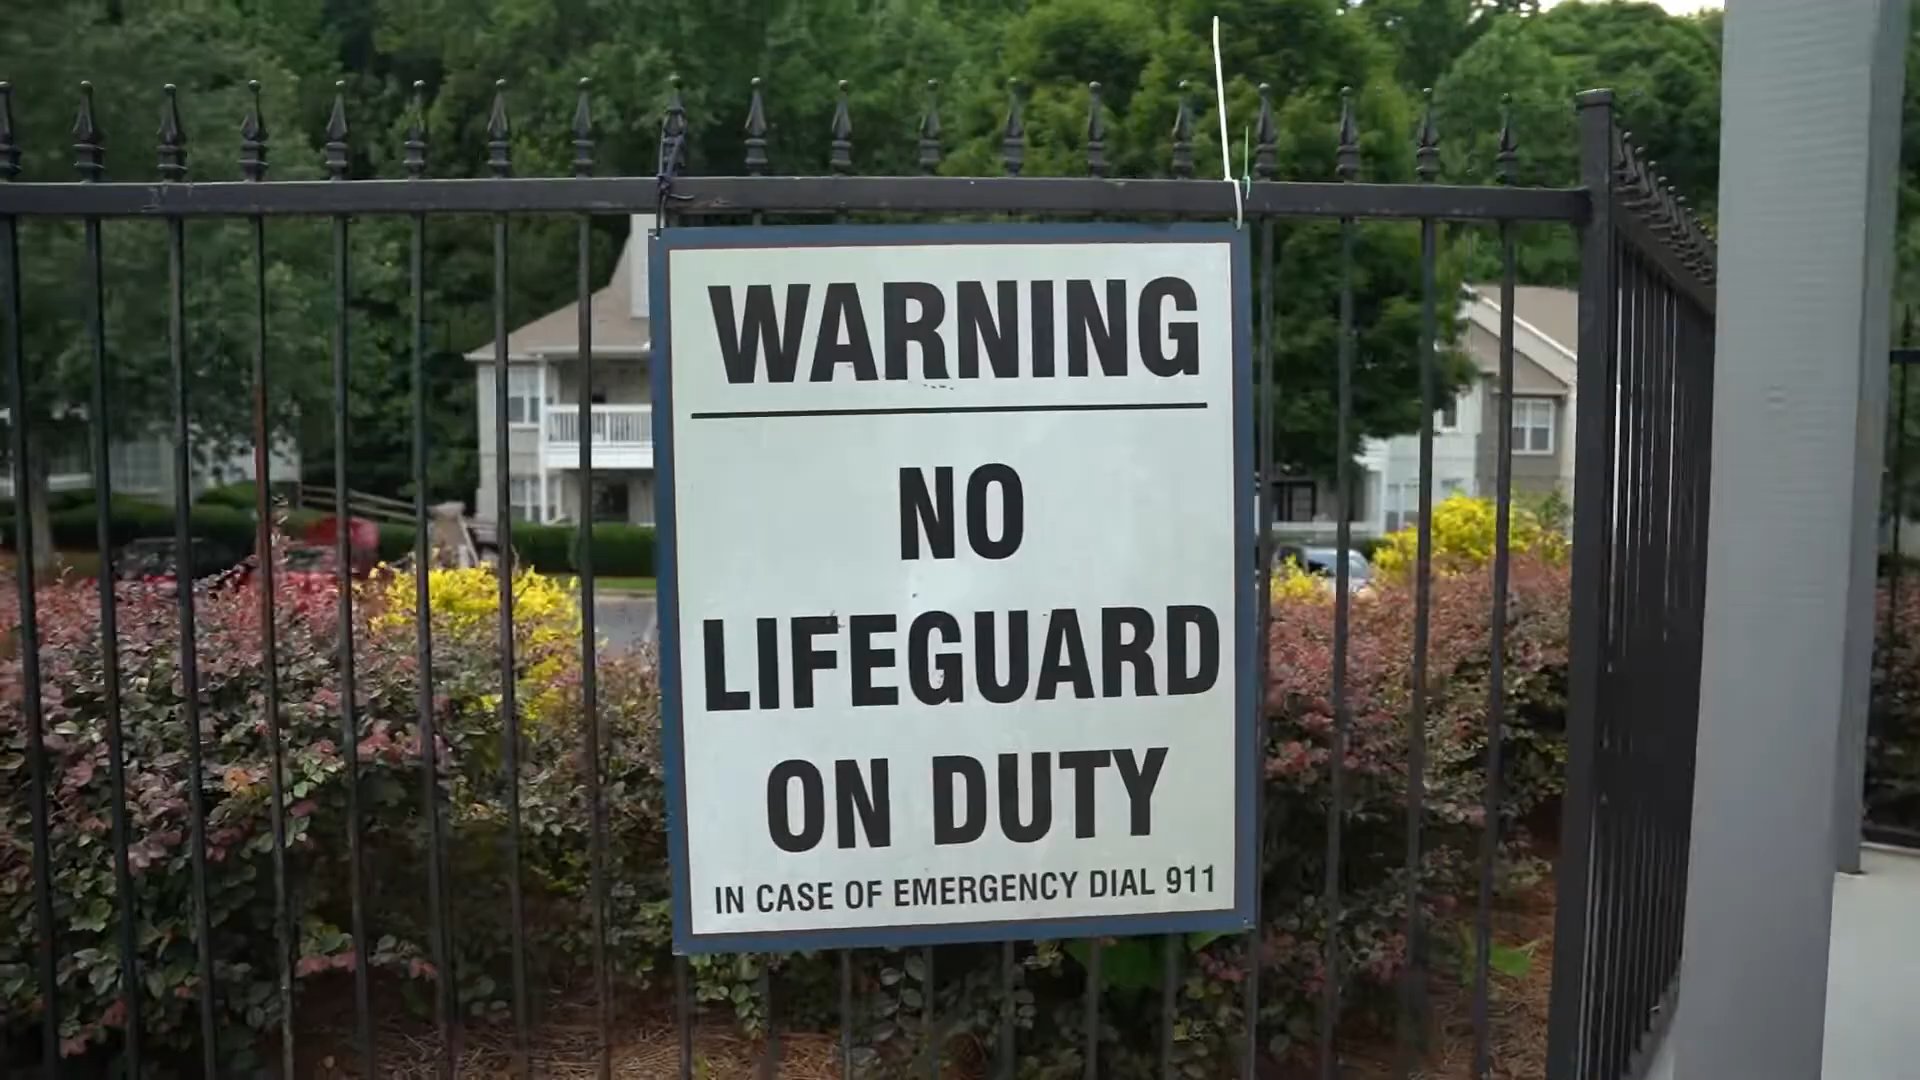 WARNING
NO
LIFEGUARD
ON DUTY
IN CASE OF EMERGENCY DIAL 911